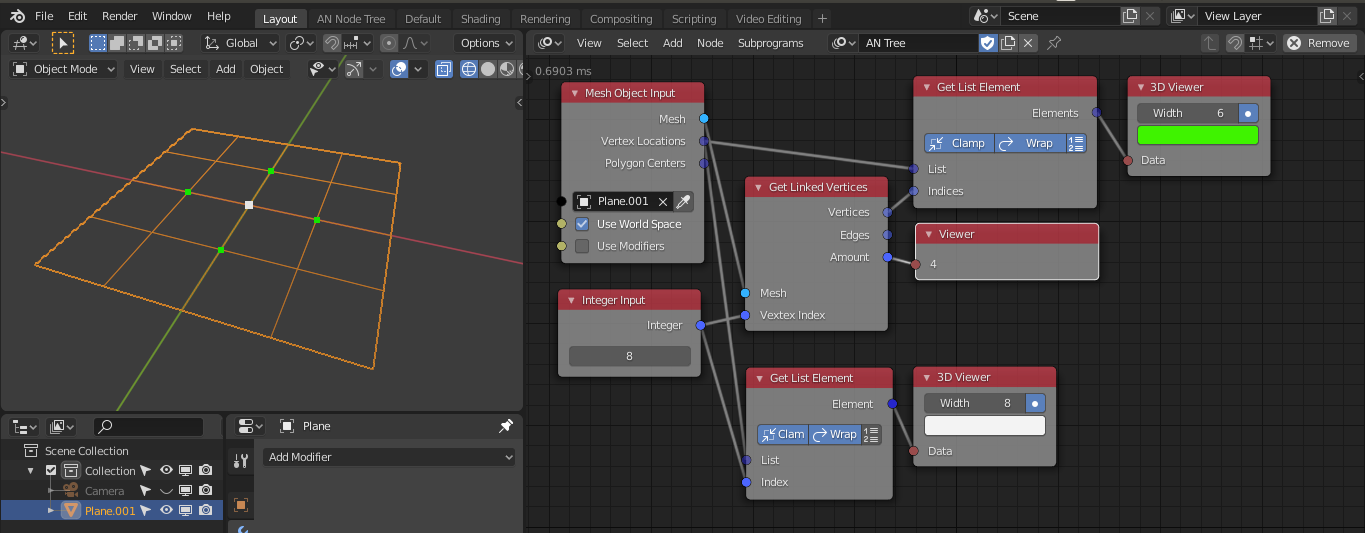 File Edit Render Window Help Layout AN Node Tree Default Shading Rendering Compositing Scripting Video Editing + Scene View Layer
Global Options View Select Add Node Subprograms AN Tree Remove
Object Mode View Select Add Object
0.6903 ms
Mesh Object Input
Mesh
Vertex Locations
Polygon Centers
Plane.001
Use World Space
Use Modifiers
Integer Input
Integer
8
Get Linked Vertices
Vertices
Edges
Amount
Mesh
Vextex Index
Get List Element
Elements
Clamp Wrap
List
Indices
3D Viewer
Width 6
Data
Viewer
4
Get List Element
Element
Clam Wrap
List
Index
3D Viewer
Width 8
Data
Scene Collection
Collection
Camera
Plane.001
Plane
Add Modifier